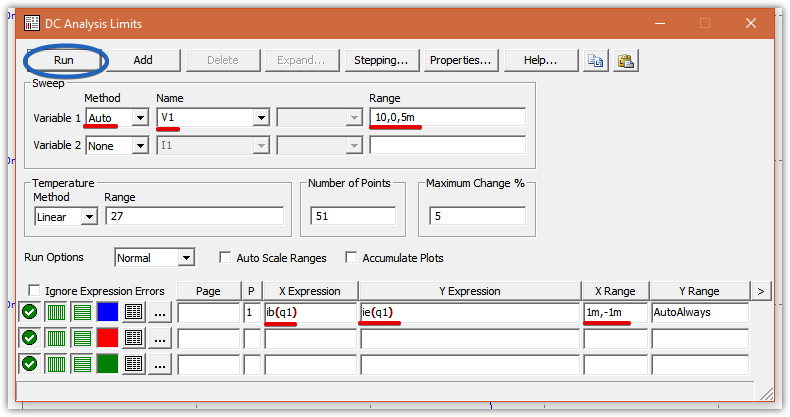 DC Analysis Limits
Run Add Delete Expand... Stepping... Properties... Help...
Sweep
Method Name Range
Variable 1 Auto V1 10,0,5m
Variable 2 None I1
Temperature Number of Points Maximum Change %
Method Range
Linear 27 51 5
Run Options Normal Auto Scale Ranges Accumulate Plots
Ignore Expression Errors Page P X Expression Y Expression X Range Y Range >
... 1 ib(q1) ie(q1) 1m,-1m AutoAlways
...
...